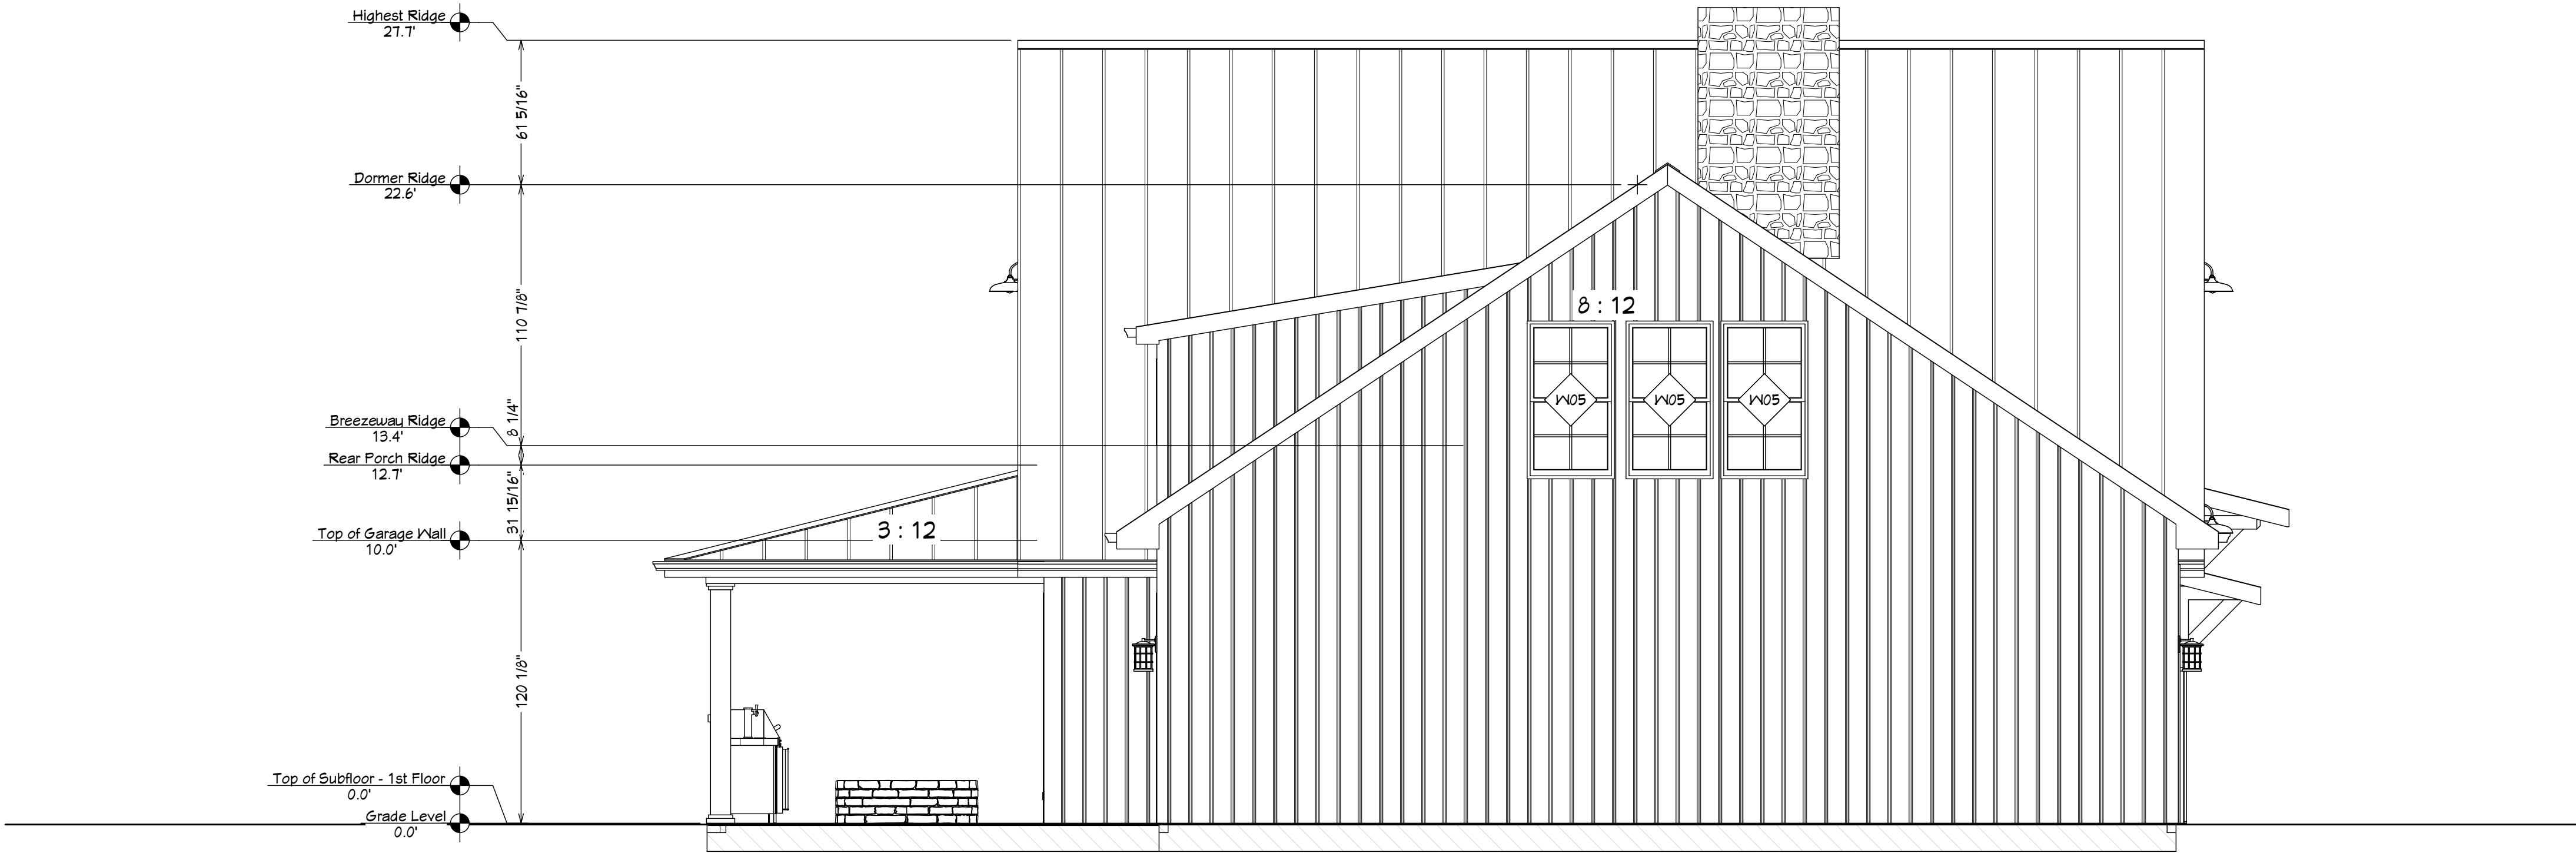 Highest Ridge
27.7'
61 5/16"
Dormer Ridge
22.6'
110 7/8"
8 : 12
W05 W05 W05
8 1/4"
Breezeway Ridge
13.4'
Rear Porch Ridge
12.7'
31 15/16"
3 : 12
Top of Garage Wall
10.0'
120 1/8"
Top of Subfloor - 1st Floor
0.0'
Grade Level
0.0'